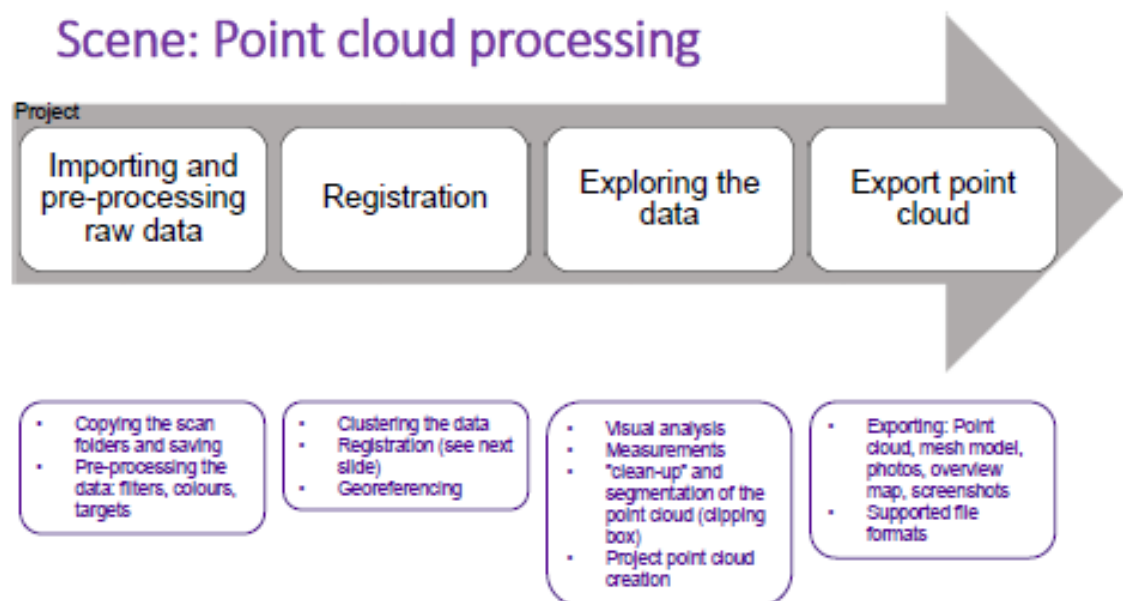 Scene: Point cloud processing
Project
Importing and
pre-processing
raw data
Registration
Exploring the
data
Export point
cloud
• Copying the scan
folders and saving
• Pre-processing the
data: filters, colours,
targets
• Clustering the data
• Registration (see next
slide)
• Georeferencing
• Visual analysis
• Measurements
• "clean-up" and
segmentation of the
point cloud (clipping
box)
• Project point cloud
creation
• Exporting: Point
cloud, mesh model,
photos, overview
map, screenshots
• Supported file
formats